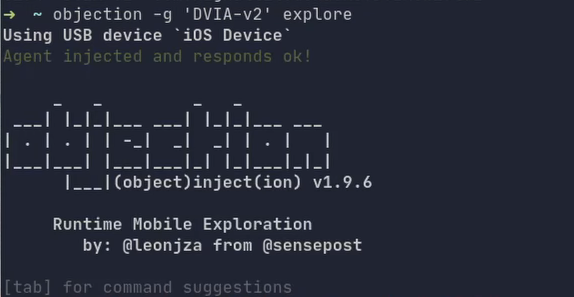 ➜ ~ objection -g 'DVIA-v2' explore
Using USB device `iOS Device`
Agent injected and responds ok!
     _   _         _   _
 ___| |_|_|___ ___| |_|_|___ ___
| . | . | | -_|  _|  _| | . |   |
|___|___| |___|___|_| |_|___|_|_|
      |___|(object)inject(ion) v1.9.6
Runtime Mobile Exploration
by: @leonjza from @sensepost
[tab] for command suggestions